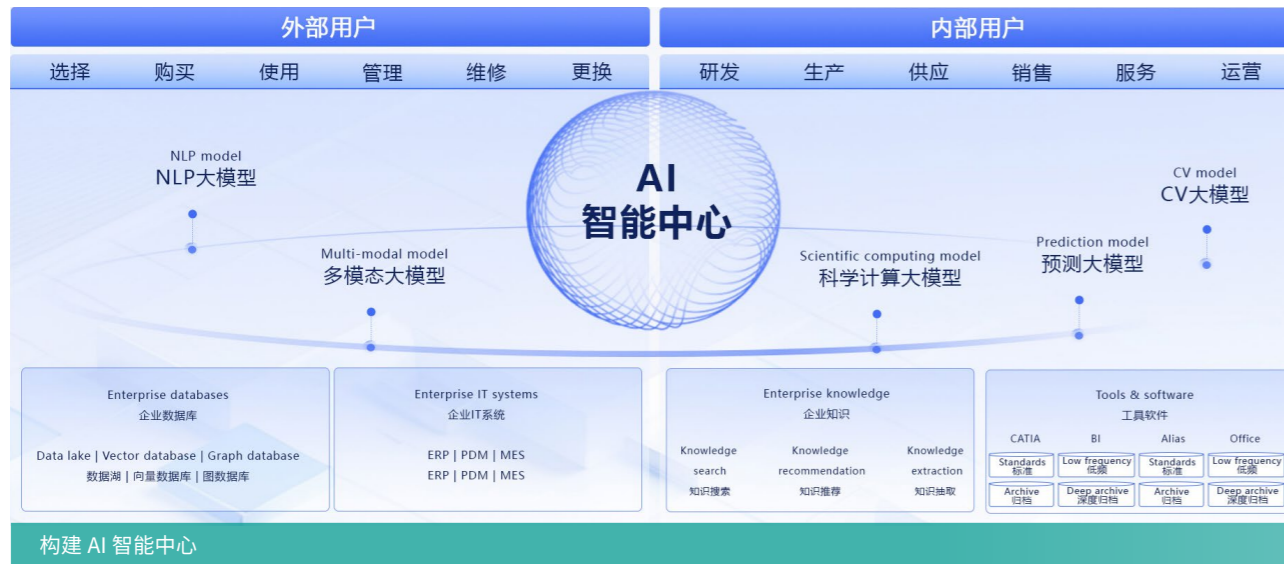 外部用户
内部用户
选择 购买 使用 管理 维修 更换
研发 生产 供应 销售 服务 运营
AI
智能中心
NLP model
NLP大模型
Multi-modal model
多模态大模型
Scientific computing model
科学计算大模型
Prediction model
预测大模型
CV model
CV大模型
Enterprise databases
企业数据库
Data lake | Vector database | Graph database
数据湖 | 向量数据库 | 图数据库
Enterprise IT systems
企业IT系统
ERP | PDM | MES
ERP | PDM | MES
Enterprise knowledge
企业知识
Knowledge
search
知识搜索
Knowledge
recommendation
知识推荐
Knowledge
extraction
知识抽取
Tools & software
工具软件
CATIA BI Alias Office
Standards
标准
Low frequency
低频
Standards
标准
Low frequency
低频
Archive
归档
Deep archive
深度归档
Archive
归档
Deep archive
深度归档
构建 AI 智能中心